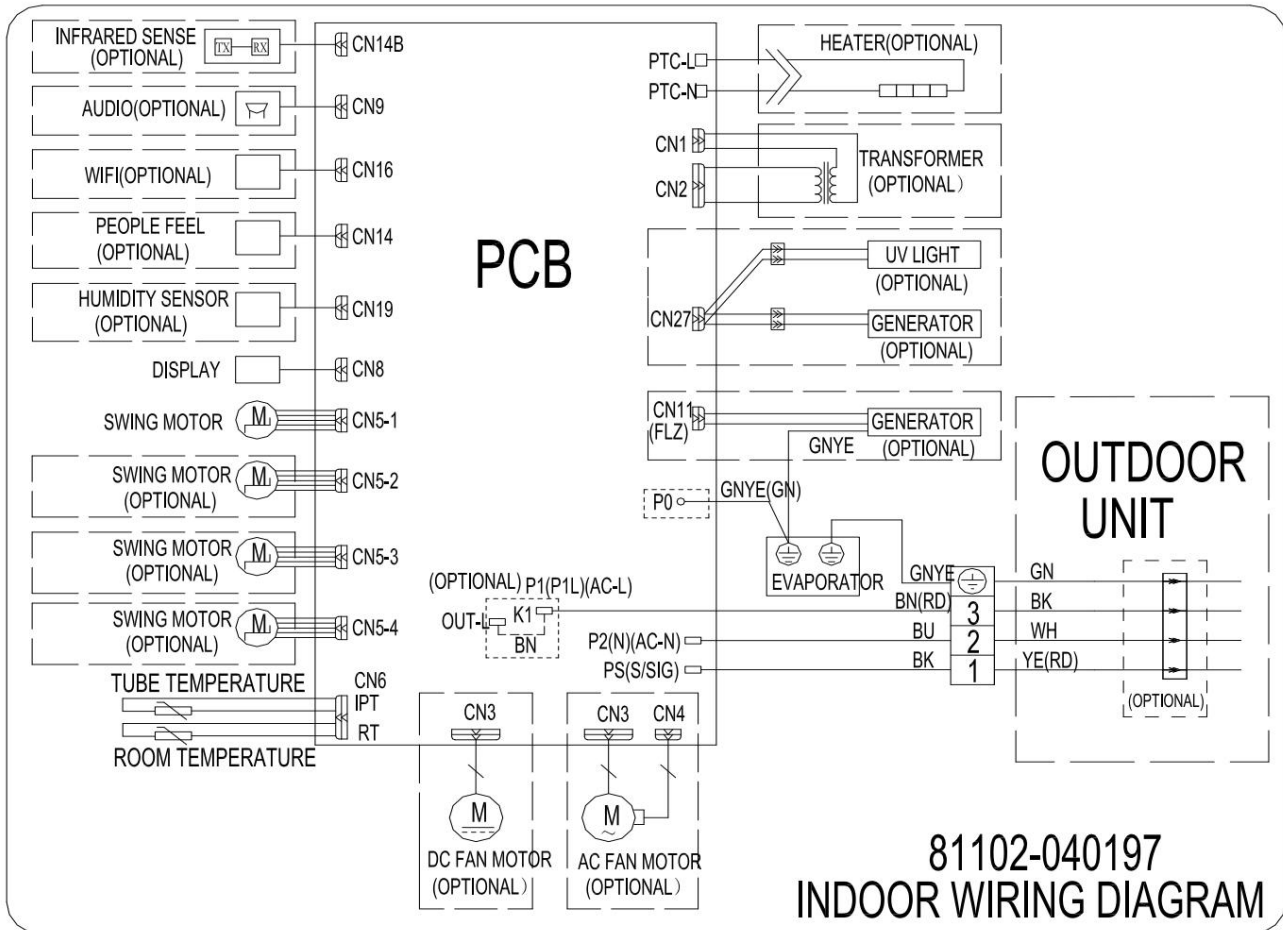 INFRARED SENSE
(OPTIONAL)
TX
RX
CN14B
AUDIO(OPTIONAL)
CN9
WIFI(OPTIONAL)
CN16
PEOPLE FEEL
(OPTIONAL)
CN14
HUMIDITY SENSOR
(OPTIONAL)
CN19
DISPLAY
CN8
SWING MOTOR
M
CN5-1
SWING MOTOR
(OPTIONAL)
M
CN5-2
SWING MOTOR
(OPTIONAL)
M
CN5-3
SWING MOTOR
(OPTIONAL)
M
CN5-4
TUBE TEMPERATURE
CN6
IPT
RT
ROOM TEMPERATURE
PCB
PTC-L
PTC-N
HEATER(OPTIONAL)
CN1
CN2
TRANSFORMER
(OPTIONAL)
CN27
UV LIGHT
(OPTIONAL)
GENERATOR
(OPTIONAL)
CN11
(FLZ)
GENERATOR
(OPTIONAL)
GNYE
P0
GNYE(GN)
EVAPORATOR
(OPTIONAL)
P1(P1L)(AC-L)
OUT-L
K1
BN
P2(N)(AC-N)
PS(S/SIG)
GNYE
BN(RD)
BU
BK
3
2
1
GN
BK
WH
YE(RD)
OUTDOOR
UNIT
(OPTIONAL)
CN3
M
DC FAN MOTOR
(OPTIONAL)
CN3
CN4
M
AC FAN MOTOR
(OPTIONAL)
81102-040197
INDOOR WIRING DIAGRAM